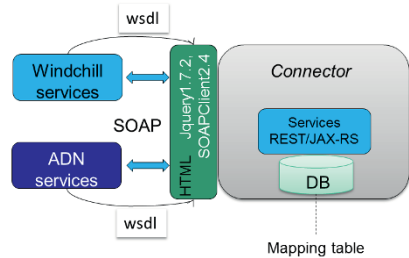 wsdl
Windchill
services
SOAP
ADN
services
wsdl
HTML Jquery1.7.2,
SOAPClient2.4
Connector
Services
REST/JAX-RS
DB
Mapping table